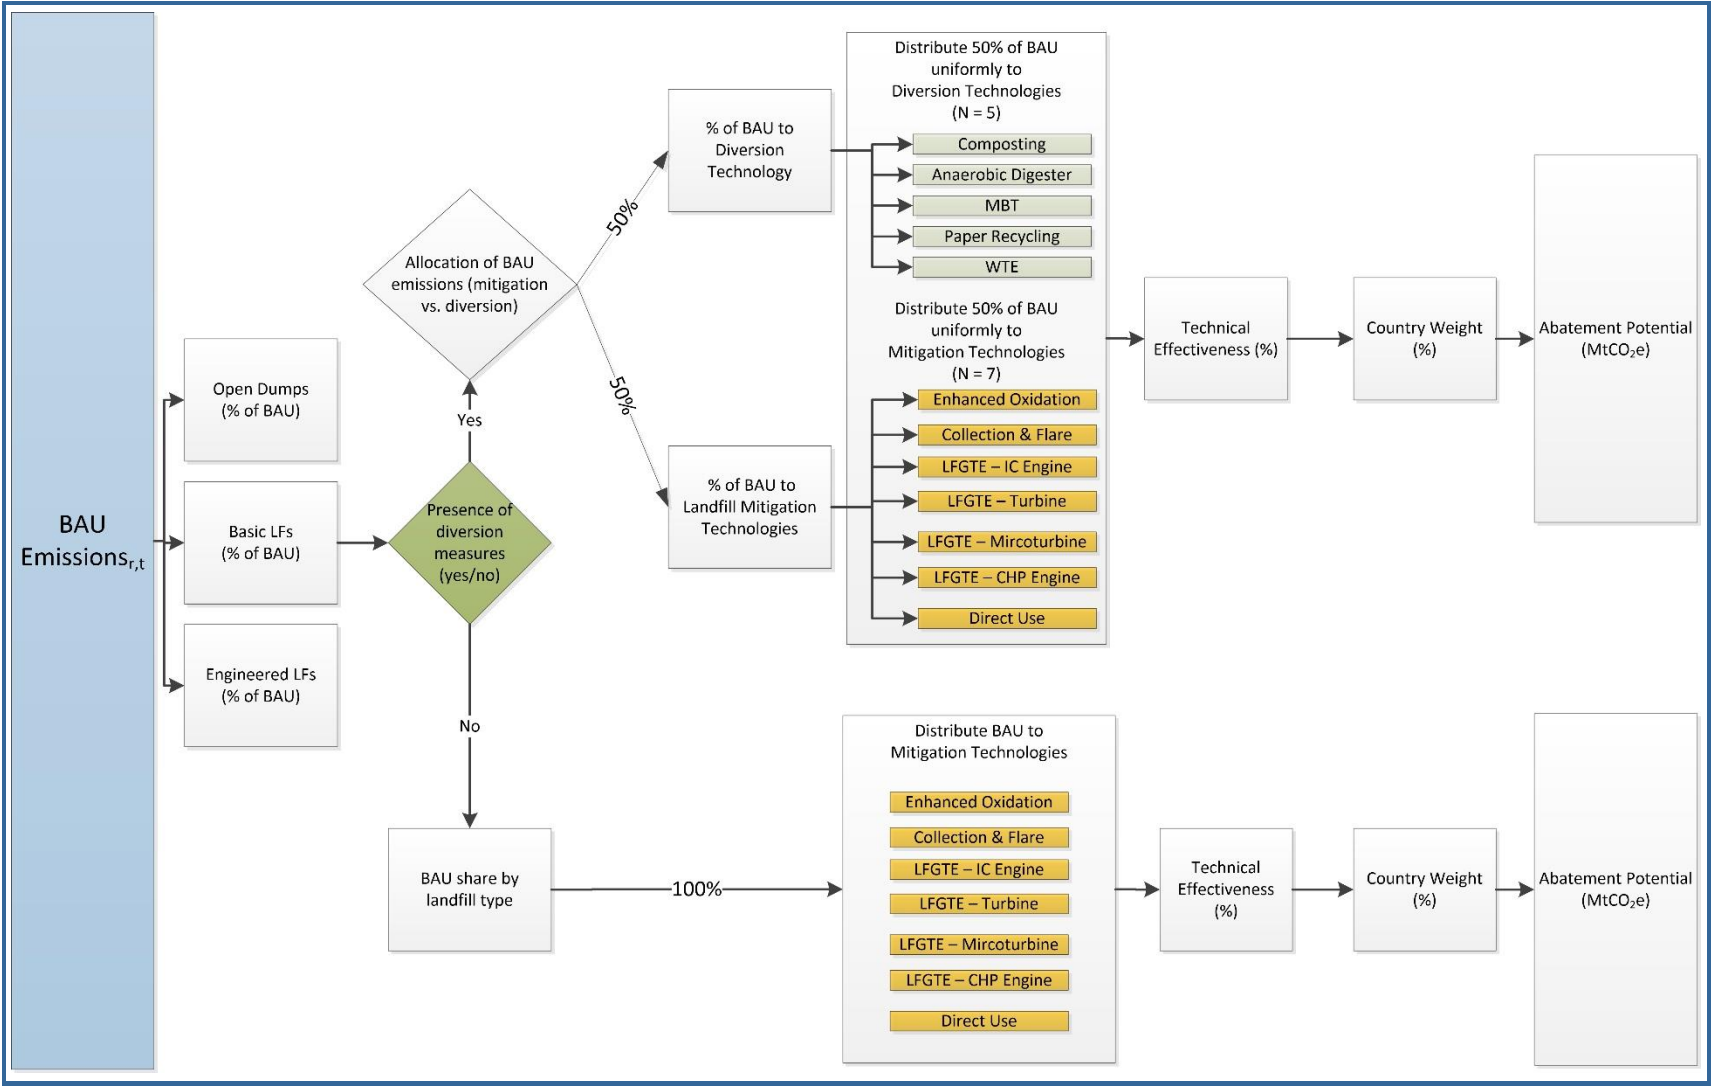 BAU
Emissionsr,t
Open Dumps
(% of BAU)
Basic LFs
(% of BAU)
Engineered LFs
(% of BAU)
Allocation of BAU
emissions (mitigation
vs. diversion)
Yes
Presence of
diversion
measures
(yes/no)
No
BAU share by
landfill type
50%
50%
100%
% of BAU to
Diversion
Technology
% of BAU to
Landfill Mitigation
Technologies
Distribute 50% of BAU
uniformly to
Diversion Technologies
(N = 5)
Composting
Anaerobic Digester
MBT
Paper Recycling
WTE
Distribute 50% of BAU
uniformly to
Mitigation Technologies
(N = 7)
Enhanced Oxidation
Collection & Flare
LFGTE – IC Engine
LFGTE – Turbine
LFGTE – Mircoturbine
LFGTE – CHP Engine
Direct Use
Technical
Effectiveness (%)
Country Weight
(%)
Abatement Potential
(MtCO₂e)
Distribute BAU to
Mitigation Technologies
Enhanced Oxidation
Collection & Flare
LFGTE – IC Engine
LFGTE – Turbine
LFGTE – Mircoturbine
LFGTE – CHP Engine
Direct Use
Technical
Effectiveness
(%)
Country Weight
(%)
Abatement Potential
(MtCO₂e)